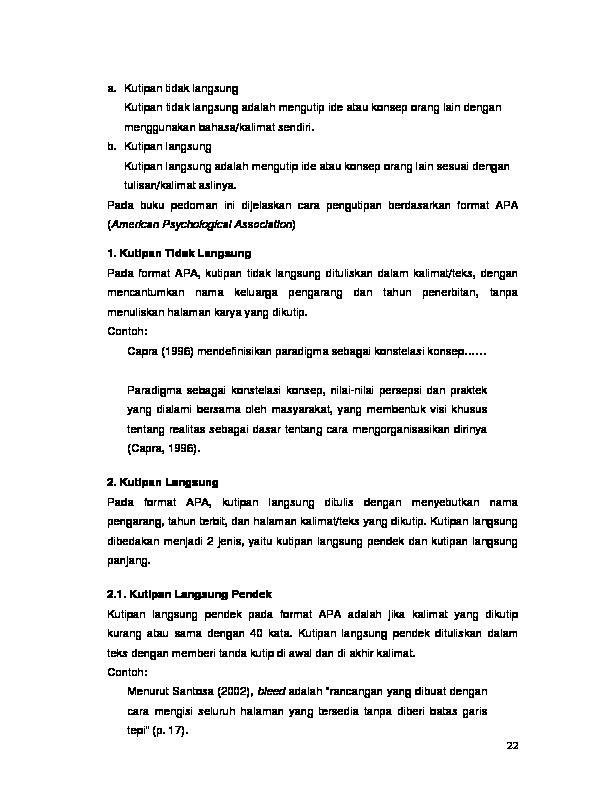 a. Kutipan tidak langsung
Kutipan tidak langsung adalah mengutip ide atau konsep orang lain dengan
menggunakan bahasa/kalimat sendiri.
b. Kutipan langsung
Kutipan langsung adalah mengutip ide atau konsep orang lain sesuai dengan
tulisan/kalimat aslinya.
Pada buku pedoman ini dijelaskan cara pengutipan berdasarkan format APA
(American Psychological Association)
1. Kutipan Tidak Langsung
Pada format APA, kutipan tidak langsung dituliskan dalam kalimat/teks, dengan
mencantumkan nama keluarga pengarang dan tahun penerbitan, tanpa
menuliskan halaman karya yang dikutip.
Contoh:
Capra (1996) mendefinisikan paradigma sebagai konstelasi konsep……
Paradigma sebagai konstelasi konsep, nilai-nilai persepsi dan praktek
yang dialami bersama oleh masyarakat, yang membentuk visi khusus
tentang realitas sebagai dasar tentang cara mengorganisasikan dirinya
(Capra, 1996).
2. Kutipan Langsung
Pada format APA, kutipan langsung ditulis dengan menyebutkan nama
pengarang, tahun terbit, dan halaman kalimat/teks yang dikutip. Kutipan langsung
dibedakan menjadi 2 jenis, yaitu kutipan langsung pendek dan kutipan langsung
panjang.
2.1. Kutipan Langsung Pendek
Kutipan langsung pendek pada format APA adalah jika kalimat yang dikutip
kurang atau sama dengan 40 kata. Kutipan langsung pendek dituliskan dalam
teks dengan memberi tanda kutip di awal dan di akhir kalimat.
Contoh:
Menurut Santosa (2002), bleed adalah "rancangan yang dibuat dengan
cara mengisi seluruh halaman yang tersedia tanpa diberi batas garis
tepi" (p. 17).
22